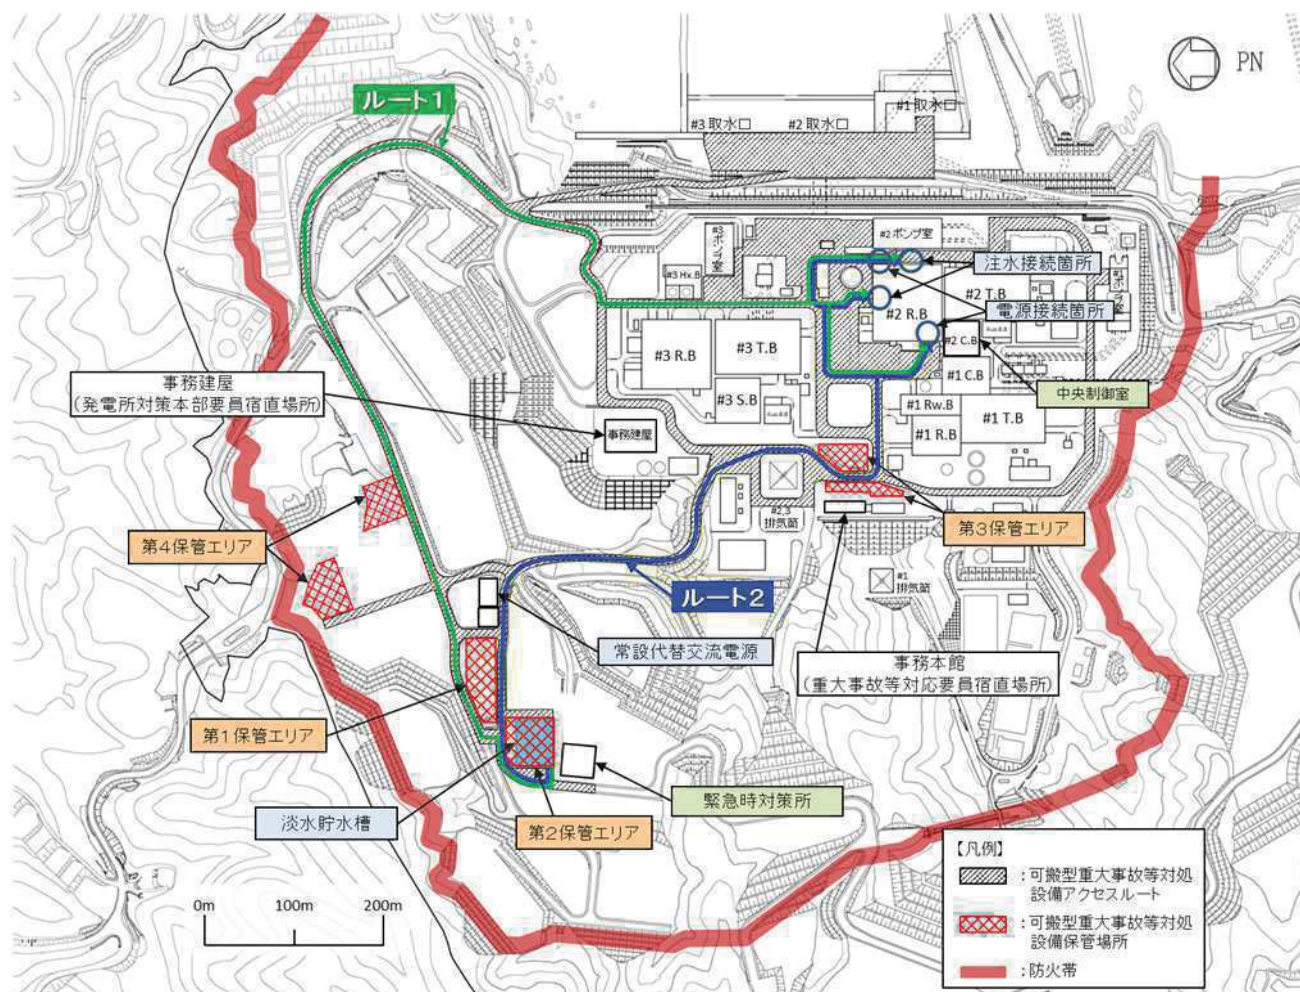 PN
ルート1
#1取水口
#3取水口
#2取水口
#2ポンプ室
#3
ポンプ室
注水接続箇所
#3 Hx.B
#2 T.B
電源接続箇所
#2 R.B
#3 R.B
#3 T.B
#2 C.B
#1 C.B
事務建屋
(発電所対策本部要員宿直場所)
中央制御室
#3 S.B
#1 Rw.B
#1 T.B
#1 R.B
事務建屋
#2,3
排気筒
第3保管エリア
第4保管エリア
#1
排気筒
ルート2
常設代替交流電源
事務本館
(重大事故等対応要員宿直場所)
第1保管エリア
緊急時対策所
淡水貯水槽
第2保管エリア
【凡例】
:可搬型重大事故等対処
設備アクセスルート
:可搬型重大事故等対処
設備保管場所
:防火帯
0m
100m
200m